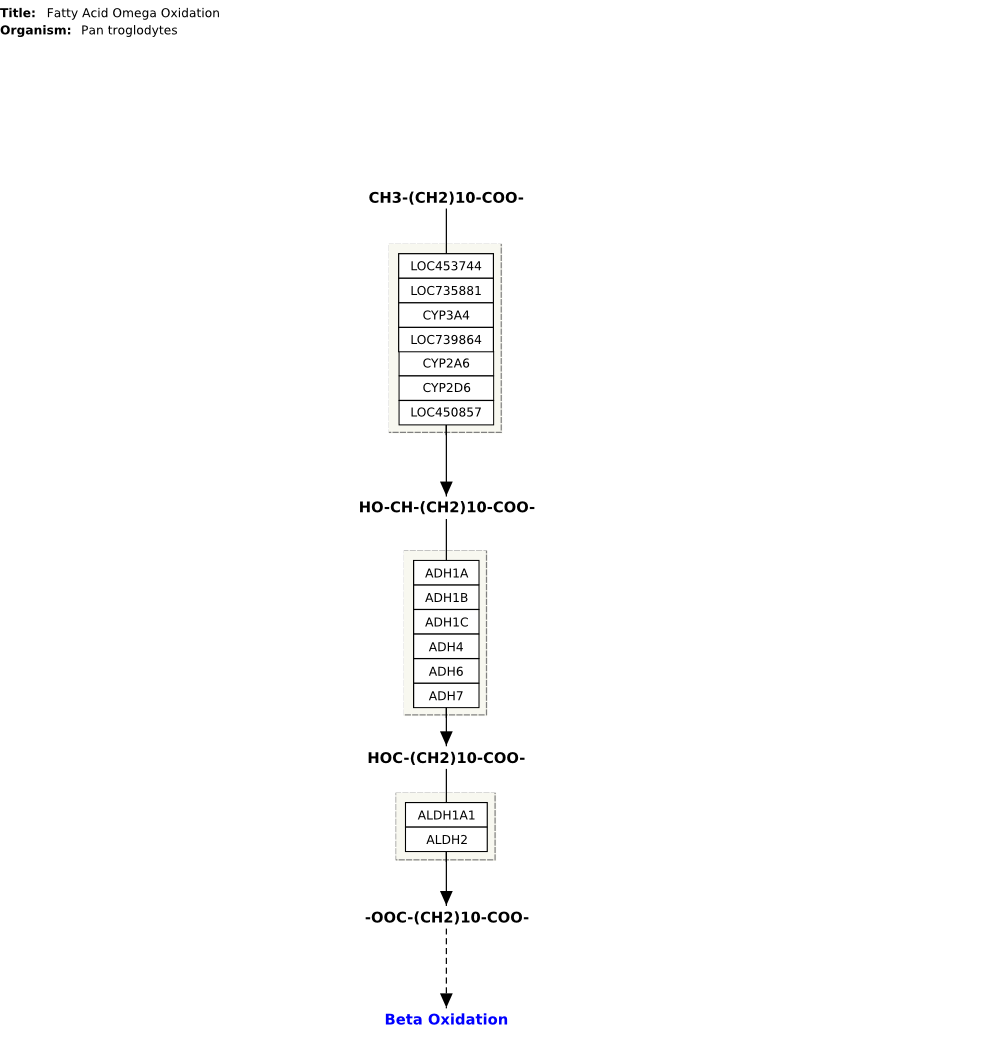 Title: Fatty Acid Omega Oxidation
Organism: Pan troglodytes
CH3-(CH2)10-COO-
LOC453744
LOC735881
CYP3A4
LOC739864
CYP2A6
CYP2D6
LOC450857
HO-CH-(CH2)10-COO-
ADH1A
ADH1B
ADH1C
ADH4
ADH6
ADH7
HOC-(CH2)10-COO-
ALDH1A1
ALDH2
-OOC-(CH2)10-COO-
Beta Oxidation